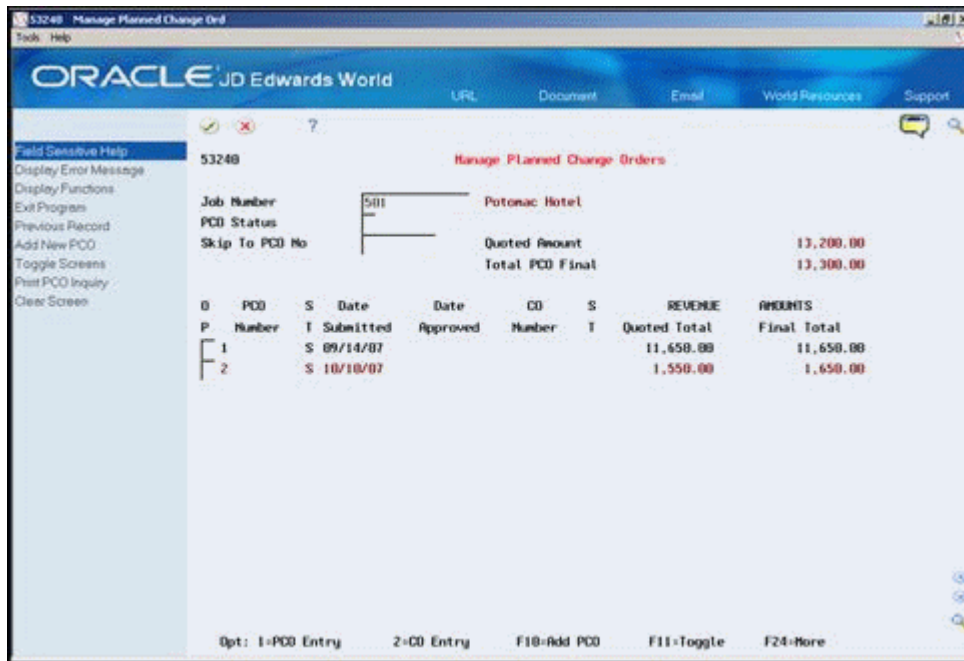 53240 Manage Planned Change Ord
Tools Help
ORACLE JD Edwards World
URL Document Email World Resources Support
?
Field Sensitive Help
Display Error Message
Display Functions
Exit Program
Previous Record
Add New PCO
Toggle Screens
Print PCO Inquiry
Clear Screen
53240 Manage Planned Change Orders
Job Number 501 Potomac Hotel
PCO Status
Skip To PCO No Quoted Amount 13,200.00
Total PCO Final 13,300.00
O PCO S Date Date CO S REVENUE AMOUNTS
P Number T Submitted Approved Number T Quoted Total Final Total
1 S 09/14/07 11,650.00 11,650.00
2 S 10/10/07 1,550.00 1,650.00
Opt: 1=PCO Entry 2=CO Entry F10=Add PCO F11=Toggle F24=More